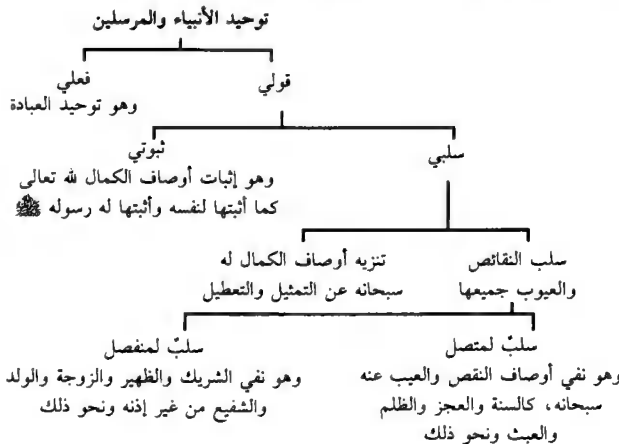 توحيد الأنبياء والمرسلين
قولي
فعلي
وهو توحيد العبادة
سلبي
ثبوتي
وهو إثبات أوصاف الكمال لله تعالى
كما أثبتها لنفسه وأثبتها له رسوله ﷺ
سلب النقائص
والعيوب جميعها
تنزيه أوصاف الكمال له
سبحانه عن التمثيل والتعطيل
سلبٌ لمتصل
وهو نفي أوصاف النقص والعيب عنه
سبحانه، كالسنة والعجز والظلم
والعبث ونحو ذلك
سلبٌ لمنفصل
وهو نفي الشريك والظهير والزوجة والولد
والشفيع من غير إذنه ونحو ذلك